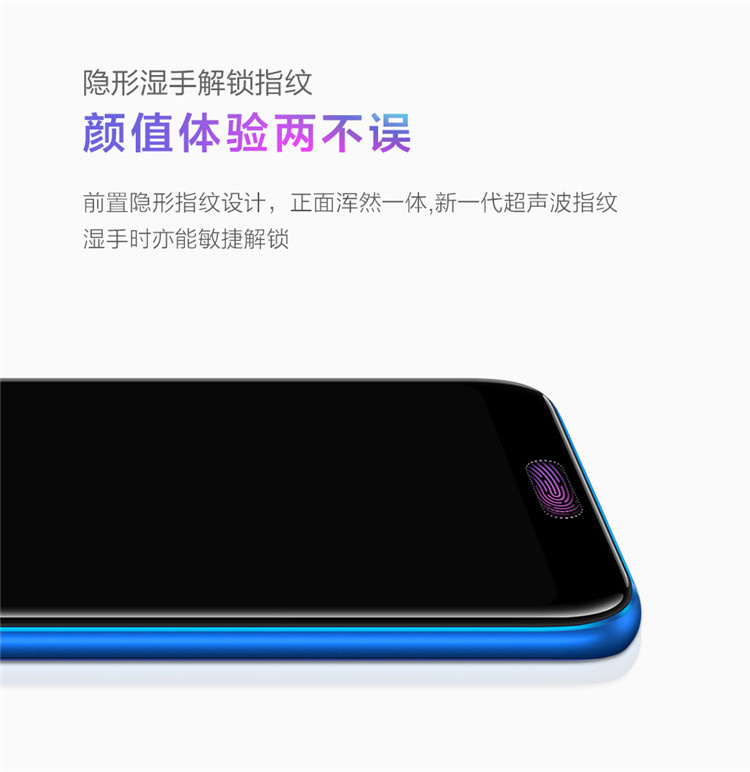 隐形湿手解锁指纹
颜值体验两不误
前置隐形指纹设计，正面浑然一体,新一代超声波指纹
湿手时亦能敏捷解锁